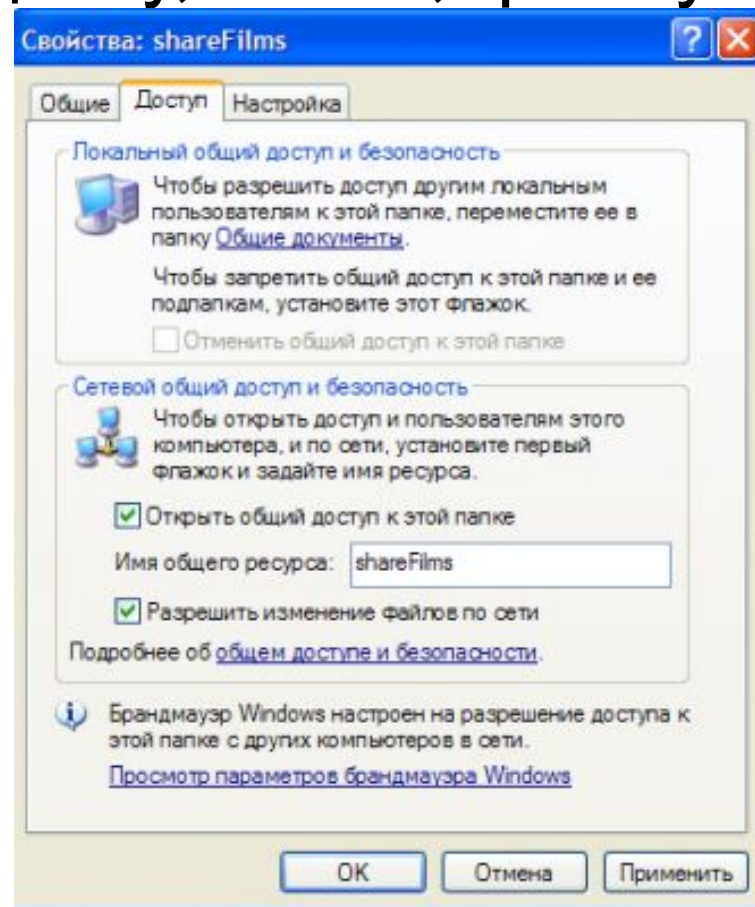 Свойства: shareFilms
Общие Доступ Настройка
Локальный общий доступ и безопасность
Чтобы разрешить доступ другим локальным
пользователям к этой папке, переместите ее в
папку Общие документы.
Чтобы запретить общий доступ к этой папке и ее
подпапкам, установите этот флажок.
Отменить общий доступ к этой папке
Сетевой общий доступ и безопасность
Чтобы открыть доступ и пользователям этого
компьютера, и по сети, установите первый
флажок и задайте имя ресурса.
Открыть общий доступ к этой папке
Имя общего ресурса: shareFilms
Разрешить изменение файлов по сети
Подробнее об общем доступе и безопасности.
Брандмауэр Windows настроен на разрешение доступа к
этой папке с других компьютеров в сети.
Просмотр параметров брандмауэра Windows
OK Отмена Применить